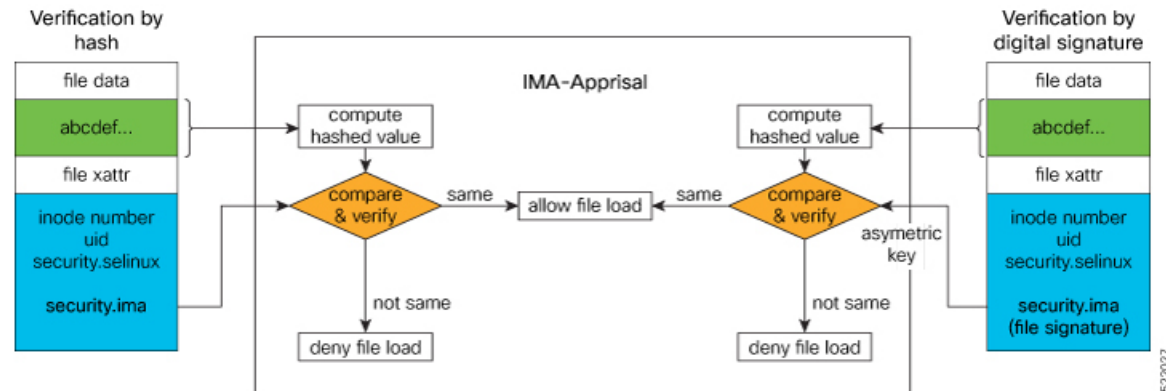 Verification by
hash
file data
abcdef...
file xattr
inode number
uid
security.selinux
security.ima
IMA-Apprisal
compute
hashed value
compare
& verify
same
not same
deny file load
allow file load
compute
hashed value
compare
& verify
same
asymetric
key
not same
deny file load
Verification by
digital signature
file data
abcdef...
file xattr
inode number
uid
security.selinux
security.ima
(file signature)